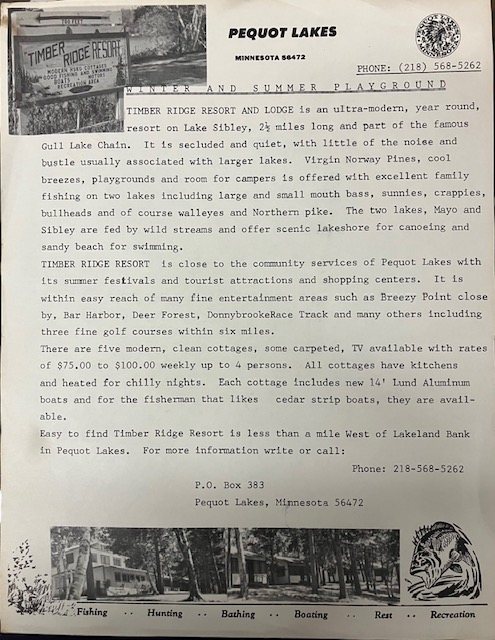 TIMBER RIDGE RESORT
MODERN HSKG COTTAGES
GOOD FISHING AND SWIMMING
BOATS MOTORS
RECREATION AREA
PEQUOT LAKES
MINNESOTA 56472
PEQUOT LAKES
MINNESOTA
PHONE: (218) 568-5262
WINTER AND SUMMER PLAYGROUND
TIMBER RIDGE RESORT AND LODGE is an ultra-modern, year round,
resort on Lake Sibley, 2½ miles long and part of the famous
Gull Lake Chain. It is secluded and quiet, with little of the noise and
bustle usually associated with larger lakes. Virgin Norway Pines, cool
breezes, playgrounds and room for campers is offered with excellent family
fishing on two lakes including large and small mouth bass, sunnies, crappies,
bullheads and of course walleyes and Northern pike. The two lakes, Mayo and
Sibley are fed by wild streams and offer scenic lakeshore for canoeing and
sandy beach for swimming.
TIMBER RIDGE RESORT is close to the community services of Pequot Lakes with
its summer festivals and tourist attractions and shopping centers. It is
within easy reach of many fine entertainment areas such as Breezy Point close
by, Bar Harbor, Deer Forest, DonnybrookeRace Track and many others including
three fine golf courses within six miles.
There are five modern, clean cottages, some carpeted, TV available with rates
of $75.00 to $100.00 weekly up to 4 persons. All cottages have kitchens
and heated for chilly nights. Each cottage includes new 14' Lund Aluminum
boats and for the fisherman that likes cedar strip boats, they are avail-
able.
Easy to find Timber Ridge Resort is less than a mile West of Lakeland Bank
in Pequot Lakes. For more information write or call:
Phone: 218-568-5262
P.O. Box 383
Pequot Lakes, Minnesota 56472
Fishing .. Hunting .. Bathing .. Boating .. Rest .. Recreation